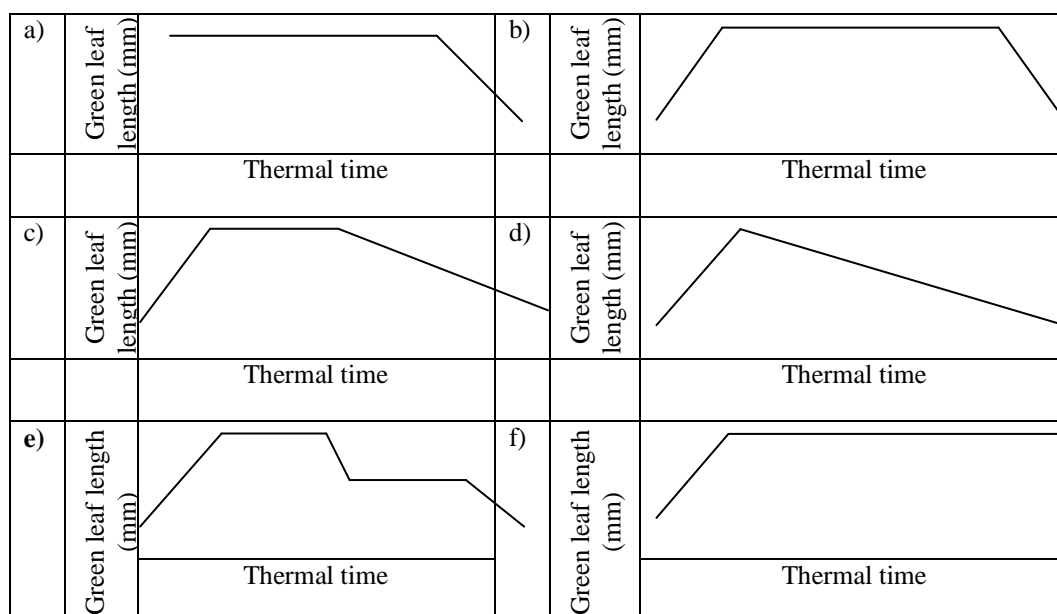 a)
Green leaf
length (mm)
b)
Green leaf
length (mm)
Thermal time
Thermal time
c)
Green leaf
length (mm)
d)
Green leaf
length (mm)
Thermal time
Thermal time
e)
Green leaf length
(mm)
f)
Green leaf length
(mm)
Thermal time
Thermal time